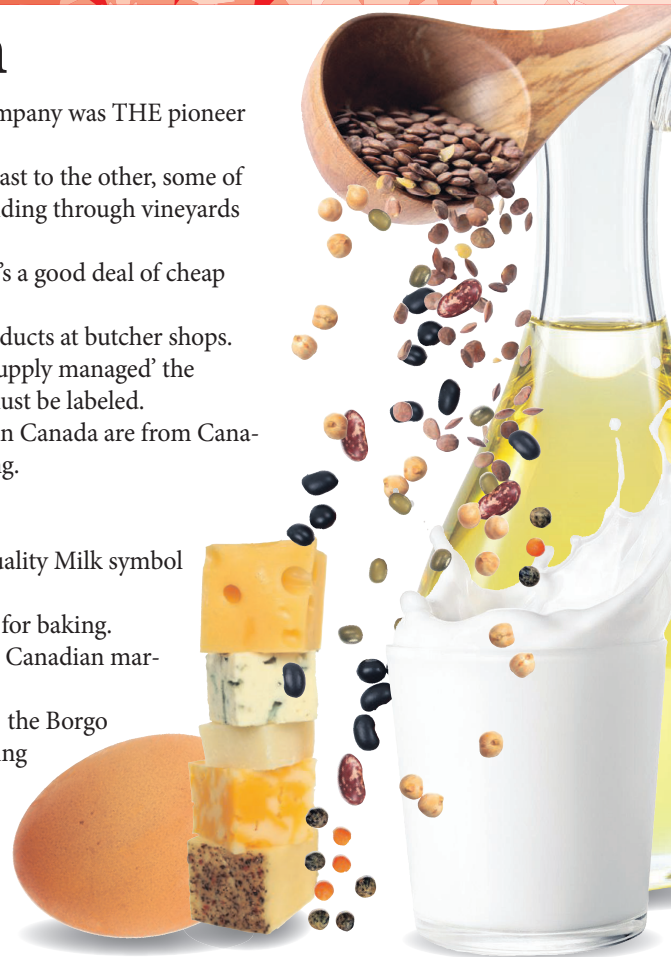 mpany was THE pioneer
ast to the other, some of
ding through vineyards
’s a good deal of cheap
ducts at butcher shops.
upply managed’ the
ust be labeled.
n Canada are from Cana-
g.
uality Milk symbol
for baking.
Canadian mar-
the Borgo
ng